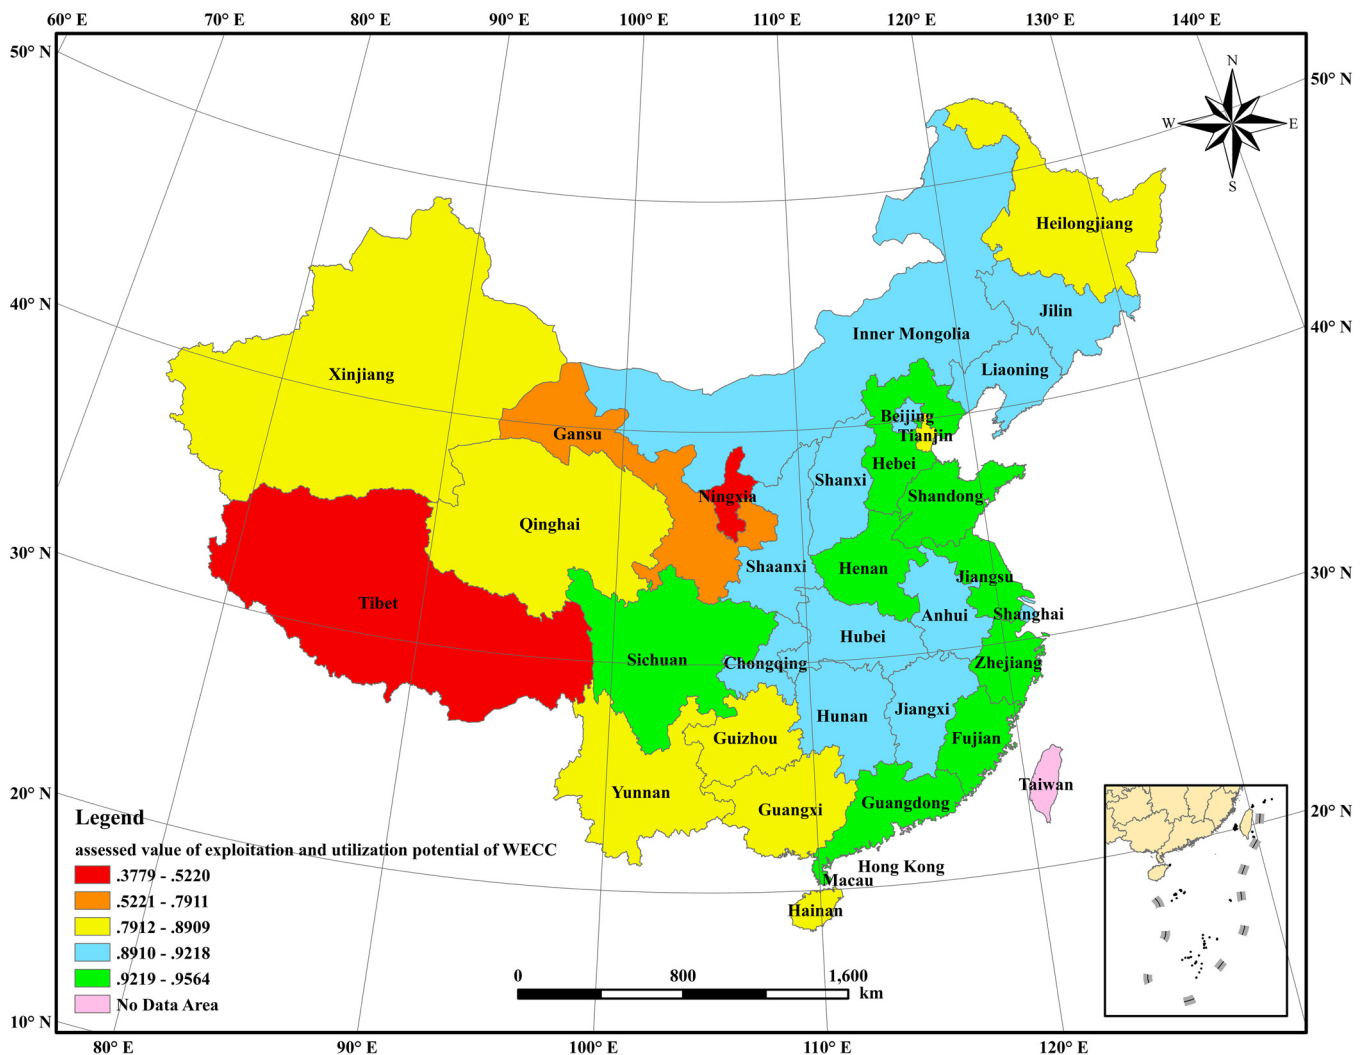 60° E
70° E
80° E
90° E
100° E
110° E
120° E
130° E
140° E
50° N
50° N
N
W
E
S
Heilongjiang
40° N
Jilin
40° N
Inner Mongolia
Liaoning
Xinjiang
Beijing
Tianjin
Gansu
Hebei
Shanxi
Ningxia
Shandong
Qinghai
30° N
Shaanxi
Henan
Jiangsu
30° N
Tibet
Anhui
Shanghai
Hubei
Sichuan
Chongqing
Zhejiang
Hunan
Jiangxi
Guizhou
Fujian
Taiwan
20° N
Yunnan
Guangxi
Guangdong
20° N
Hong Kong
Macau
Hainan
Legend
assessed value of exploitation and utilization potential of WECC
.3779 - .5220
.5221 - .7911
.7912 - .8909
.8910 - .9218
.9219 - .9564
No Data Area
0
800
1,600
km
10° N
80° E
90° E
100° E
110° E
120° E